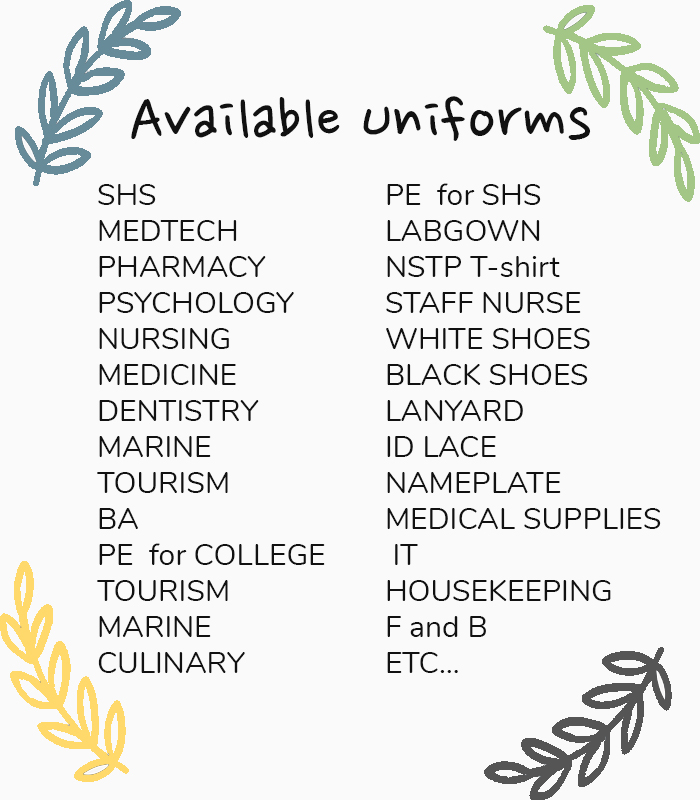 Available uniforms
SHS
MEDTECH
PHARMACY
PSYCHOLOGY
NURSING
MEDICINE
DENTISTRY
MARINE
TOURISM
BA
PE for COLLEGE
TOURISM
MARINE
CULINARY
PE for SHS
LABGOWN
NSTP T-shirt
STAFF NURSE
WHITE SHOES
BLACK SHOES
LANYARD
ID LACE
NAMEPLATE
MEDICAL SUPPLIES
IT
HOUSEKEEPING
F and B
ETC...